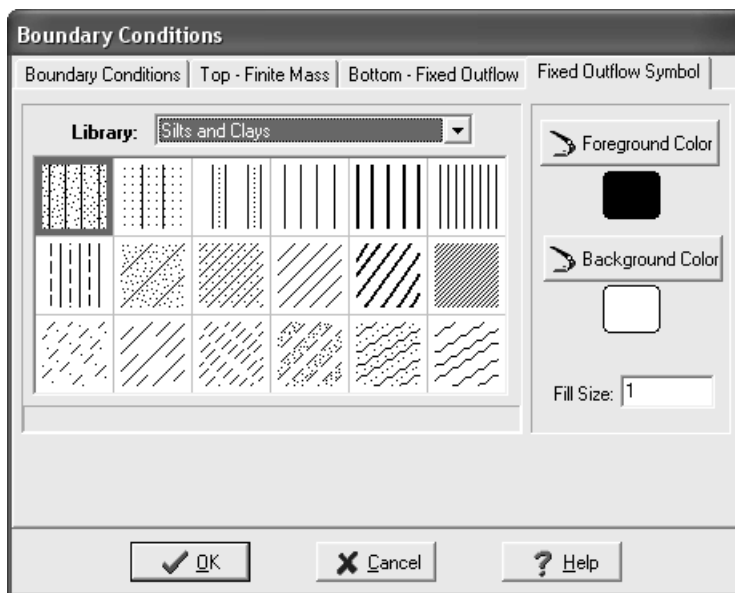 Boundary Conditions
Boundary Conditions Top - Finite Mass Bottom - Fixed Outflow Fixed Outflow Symbol
Library: Silts and Clays
Foreground Color
Background Color
Fill Size: 1
OK Cancel Help